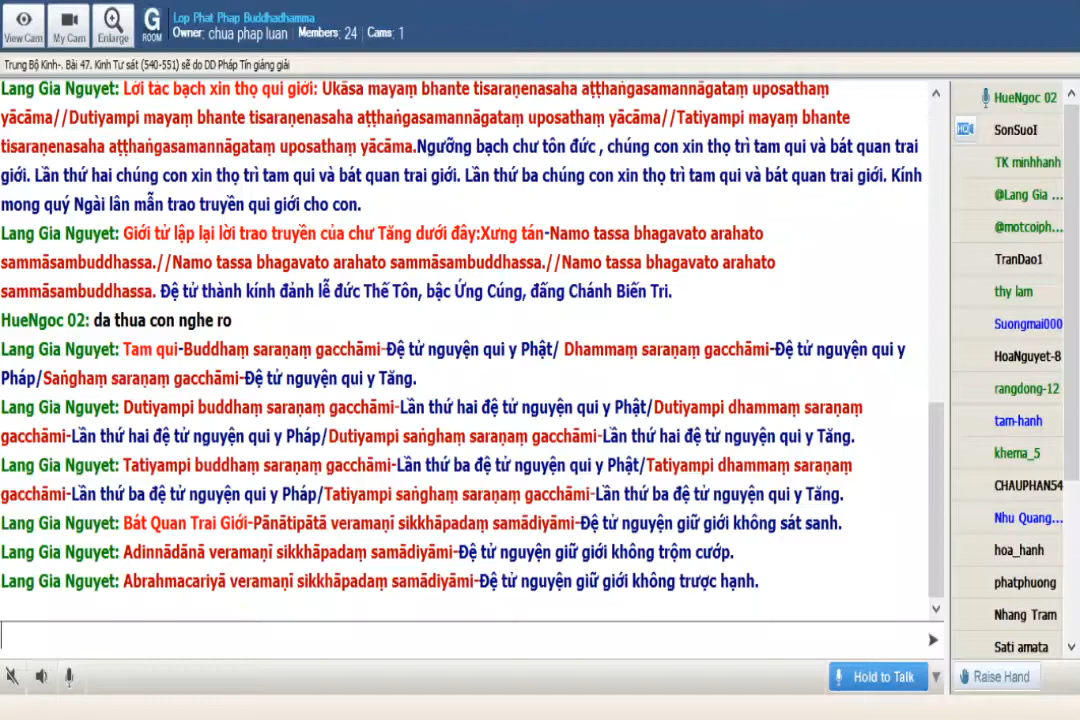 View Cam
My Cam
Enlarge
G
ROOM
Lop Phat Phap Buddhadhamma
Owner: chua phap luan | Members: 24 | Cams: 1
Trung Bộ Kinh-. Bài 47. Kinh Tư sát (540-551) sẽ do DD Pháp Tín giảng giải
Lang Gia Nguyet: Lời tác bạch xin thọ qui giới: Ukāsa mayaṃ bhante tisaraṇenasaha aṭṭhaṅgasamannāgataṃ uposathaṃ
yācāma//Dutiyampi mayaṃ bhante tisaraṇenasaha aṭṭhaṅgasamannāgataṃ uposathaṃ yācāma//Tatiyampi mayaṃ bhante
tisaraṇenasaha aṭṭhaṅgasamannāgataṃ uposathaṃ yācāma.Ngưỡng bạch chư tôn đức , chúng con xin thọ trì tam qui và bát quan trai
giới. Lần thứ hai chúng con xin thọ trì tam qui và bát quan trai giới. Lần thứ ba chúng con xin thọ trì tam qui và bát quan trai giới. Kính
mong quý Ngài lân mẫn trao truyền qui giới cho con.
Lang Gia Nguyet: Giới tử lập lại lời trao truyền của chư Tăng dưới đây:Xưng tán-Namo tassa bhagavato arahato
sammāsambuddhassa.//Namo tassa bhagavato arahato sammāsambuddhassa.//Namo tassa bhagavato arahato
sammāsambuddhassa. Đệ tử thành kính đảnh lễ đức Thế Tôn, bậc Ứng Cúng, đấng Chánh Biến Tri.
HueNgoc 02: da thua con nghe ro
Lang Gia Nguyet: Tam qui-Buddhaṃ saraṇaṃ gacchāmi-Đệ tử nguyện qui y Phật/ Dhammaṃ saraṇaṃ gacchāmi-Đệ tử nguyện qui y
Pháp/Saṅghaṃ saraṇaṃ gacchāmi-Đệ tử nguyện qui y Tăng.
Lang Gia Nguyet: Dutiyampi buddhaṃ saraṇaṃ gacchāmi-Lần thứ hai đệ tử nguyện qui y Phật/Dutiyampi dhammaṃ saraṇaṃ
gacchāmi-Lần thứ hai đệ tử nguyện qui y Pháp/Dutiyampi saṅghaṃ saraṇaṃ gacchāmi-Lần thứ hai đệ tử nguyện qui y Tăng.
Lang Gia Nguyet: Tatiyampi buddhaṃ saraṇaṃ gacchāmi-Lần thứ ba đệ tử nguyện qui y Phật/Tatiyampi dhammaṃ saraṇaṃ
gacchāmi-Lần thứ ba đệ tử nguyện qui y Pháp/Tatiyampi saṅghaṃ saraṇaṃ gacchāmi-Lần thứ ba đệ tử nguyện qui y Tăng.
Lang Gia Nguyet: Bát Quan Trai Giới-Pānātipātā veramaṇī sikkhāpadaṃ samādiyāmi-Đệ tử nguyện giữ giới không sát sanh.
Lang Gia Nguyet: Adinnādānā veramaṇī sikkhāpadaṃ samādiyāmi-Đệ tử nguyện giữ giới không trộm cướp.
Lang Gia Nguyet: Abrahmacariyā veramaṇī sikkhāpadaṃ samādiyāmi-Đệ tử nguyện giữ giới không trược hạnh.
Hold to Talk
HueNgoc 02
HQ
SonSuoI
TK minhhanh
@Lang Gia ...
@motcoiph...
TranDao1
thy lam
Suongmai000
HoaNguyet-8
rangdong-12
tam-hanh
khema_5
CHAUPHAN54
Nhu Quang...
hoa_hanh
phatphuong
Nhang Tram
Sati amata
Raise Hand